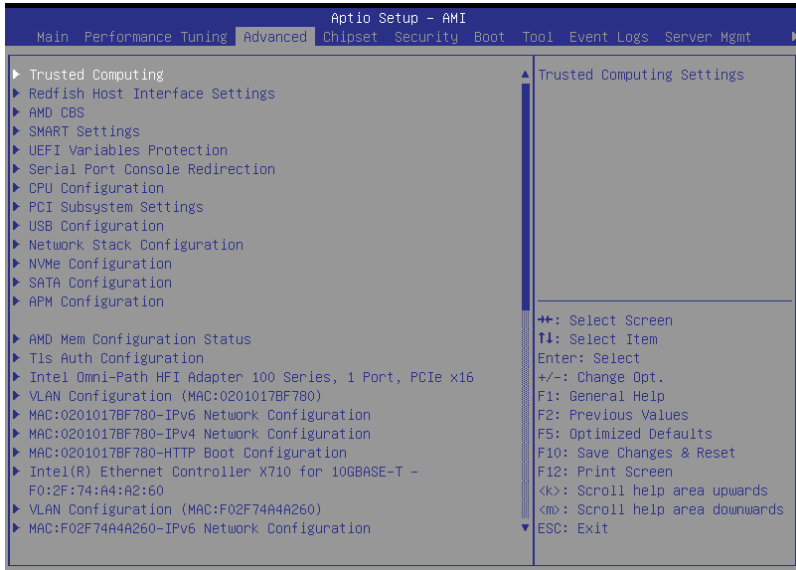 Aptio Setup - AMI
Main Performance Tuning Advanced Chipset Security Boot Tool Event Logs Server Mgmt
Trusted Computing
Redfish Host Interface Settings
AMD CBS
SMART Settings
UEFI Variables Protection
Serial Port Console Redirection
CPU Configuration
PCI Subsystem Settings
USB Configuration
Network Stack Configuration
NVMe Configuration
SATA Configuration
APM Configuration
AMD Mem Configuration Status
Tls Auth Configuration
Intel Omni-Path HFI Adapter 100 Series, 1 Port, PCIe x16
VLAN Configuration (MAC:0201017BF780)
MAC:0201017BF780-IPv6 Network Configuration
MAC:0201017BF780-IPv4 Network Configuration
MAC:0201017BF780-HTTP Boot Configuration
Intel(R) Ethernet Controller X710 for 10GBASE-T -
F0:2F:74:A4:A2:60
VLAN Configuration (MAC:F02F74A4A260)
MAC:F02F74A4A260-IPv6 Network Configuration
Trusted Computing Settings
→←: Select Screen
↑↓: Select Item
Enter: Select
+/-: Change Opt.
F1: General Help
F2: Previous Values
F5: Optimized Defaults
F10: Save Changes & Reset
F12: Print Screen
<k>: Scroll help area upwards
<m>: Scroll help area downwards
ESC: Exit